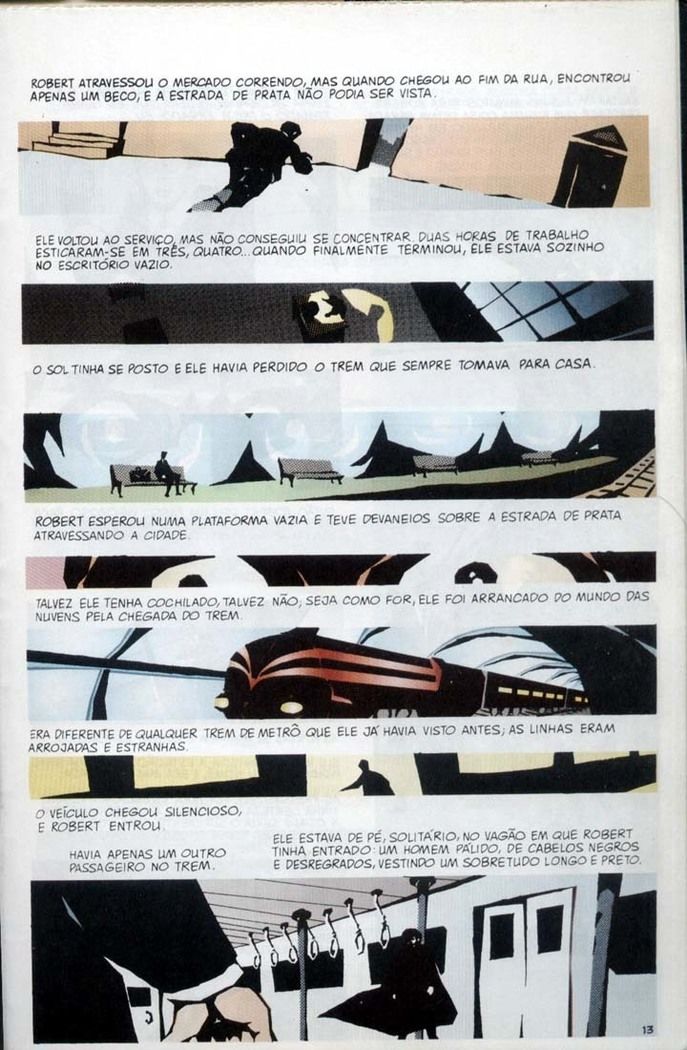 ROBERT ATRAVESSOU O MERCADO CORRENDO, MAS QUANDO CHEGOU AO FIM DA RUA, ENCONTROU
APENAS UM BECO, E A ESTRADA DE PRATA NÃO PODIA SER VISTA.
ELE VOLTOU AO SERVIÇO, MAS NÃO CONSEGUIU SE CONCENTRAR. DUAS HORAS DE TRABALHO
ESTICARAM-SE EM TRÊS, QUATRO... QUANDO FINALMENTE TERMINOU, ELE ESTAVA SOZINHO
NO ESCRITÓRIO VAZIO.
O SOL TINHA SE POSTO E ELE HAVIA PERDIDO O TREM QUE SEMPRE TOMAVA PARA CASA.
ROBERT ESPEROU NUMA PLATAFORMA VAZIA E TEVE DEVANEIOS SOBRE A ESTRADA DE PRATA
ATRAVESSANDO A CIDADE.
TALVEZ ELE TENHA COCHILADO, TALVEZ NÃO; SEJA COMO FOR, ELE FOI ARRANCADO DO MUNDO DAS
NUVENS PELA CHEGADA DO TREM.
ERA DIFERENTE DE QUALQUER TREM DE METRÔ QUE ELE JÁ HAVIA VISTO ANTES; AS LINHAS ERAM
ARROJADAS E ESTRANHAS.
O VEÍCULO CHEGOU SILENCIOSO,
E ROBERT ENTROU.
HAVIA APENAS UM OUTRO
PASSAGEIRO NO TREM.
ELE ESTAVA DE PÉ, SOLITÁRIO, NO VAGÃO EM QUE ROBERT
TINHA ENTRADO: UM HOMEM PÁLIDO, DE CABELOS NEGROS
E DESREGRADOS, VESTINDO UM SOBRETUDO LONGO E PRETO.
13